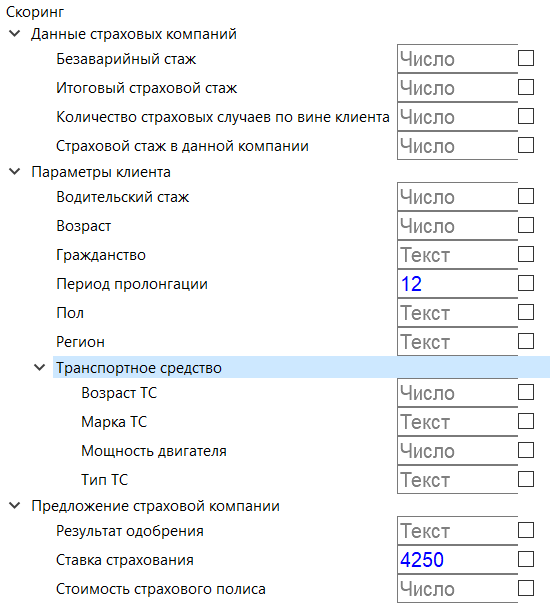 Скоринг
Данные страховых компаний
Безаварийный стаж Число
Итоговый страховой стаж Число
Количество страховых случаев по вине клиента Число
Страховой стаж в данной компании Число
Параметры клиента
Водительский стаж Число
Возраст Число
Гражданство Текст
Период пролонгации 12
Пол Текст
Регион Текст
Транспортное средство
Возраст ТС Число
Марка ТС Текст
Мощность двигателя Число
Тип ТС Текст
Предложение страховой компании
Результат одобрения Текст
Ставка страхования 4250
Стоимость страхового полиса Число